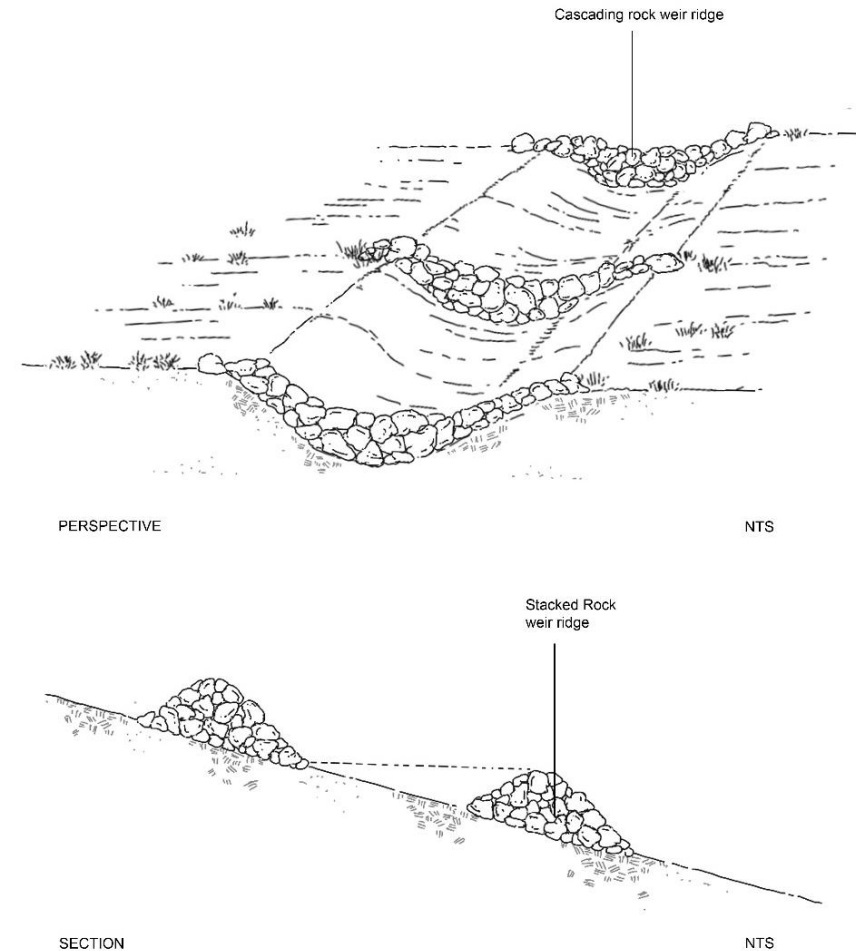 Cascading rock weir ridge
PERSPECTIVE
NTS
Stacked Rock
weir ridge
SECTION
NTS